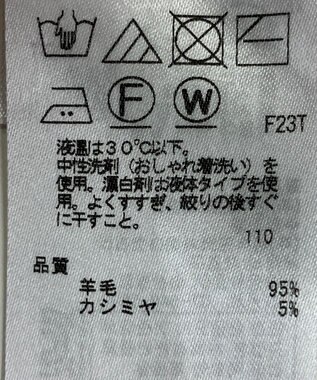 F W F23T
液温は30℃以下。
中性洗剤（おしゃれ着洗い）を
使用。漂白剤は液体タイプを使
用。よくすすぎ、絞りの後すぐ
に干すこと。
110
品質
羊毛 95%
カシミヤ 5%